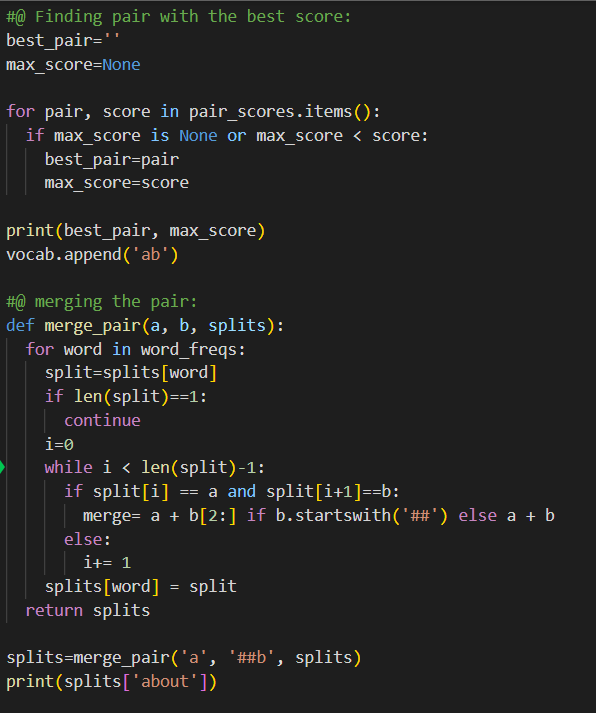 #@ Finding pair with the best score:
best_pair=''
max_score=None
for pair, score in pair_scores.items():
if max_score is None or max_score < score:
best_pair=pair
max_score=score
print(best_pair, max_score)
vocab.append('ab')
#@ merging the pair:
def merge_pair(a, b, splits):
for word in word_freqs:
split=splits[word]
if len(split)==1:
continue
i=0
while i < len(split)-1:
if split[i] == a and split[i+1]==b:
merge= a + b[2:] if b.startswith('##') else a + b
else:
i+= 1
splits[word] = split
return splits
splits=merge_pair('a', '##b', splits)
print(splits['about'])